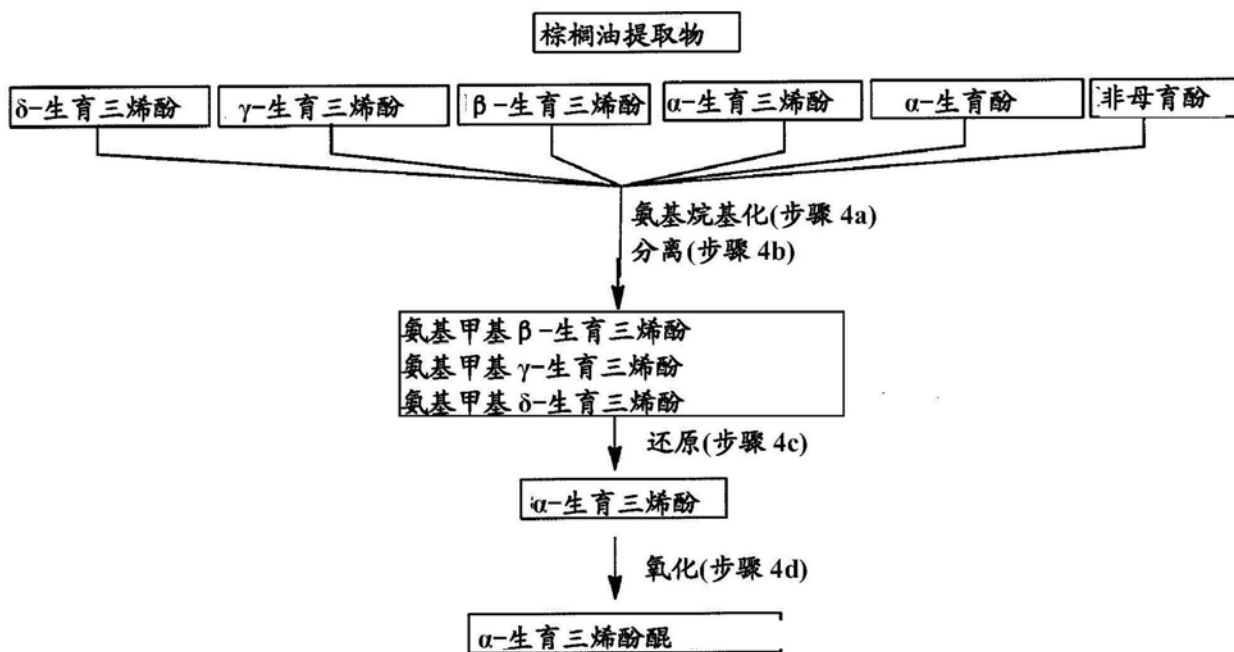 棕榈油提取物
δ-生育三烯酚
γ-生育三烯酚
β-生育三烯酚
α-生育三烯酚
α-生育酚
非母育酚
氨基烷基化(步骤 4a)
分离(步骤 4b)
氨基甲基 β-生育三烯酚
氨基甲基 γ-生育三烯酚
氨基甲基 δ-生育三烯酚
还原(步骤 4c)
α-生育三烯酚
氧化(步骤 4d)
α-生育三烯酚醌